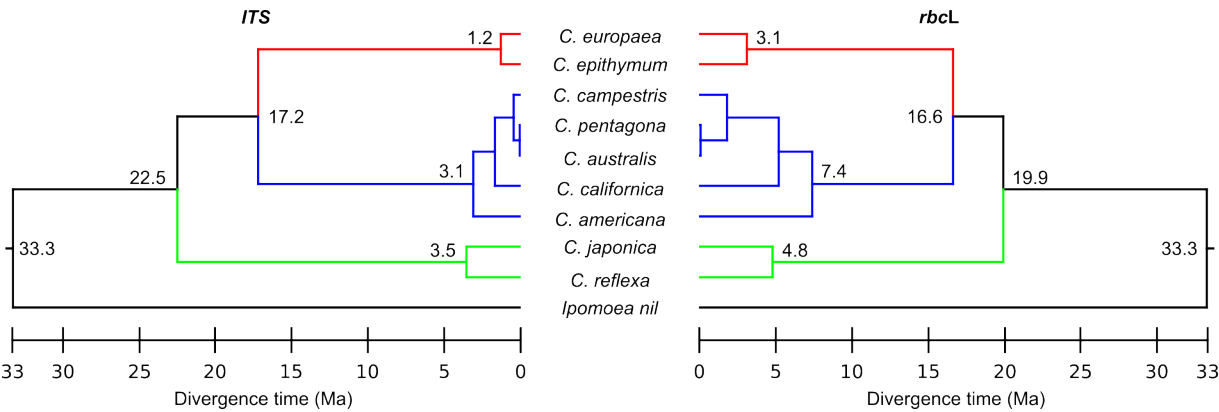 ITS rbcL
1.2 C. europaea 3.1
C. epithymum
C. campestris
17.2 C. pentagona 16.6
C. australis
22.5 3.1 C. californica 7.4 19.9
C. americana
33.3 3.5 C. japonica 4.8 33.3
C. reflexa
Ipomoea nil
33 30 25 20 15 10 5 0 0 5 10 15 20 25 30 33
Divergence time (Ma) Divergence time (Ma)